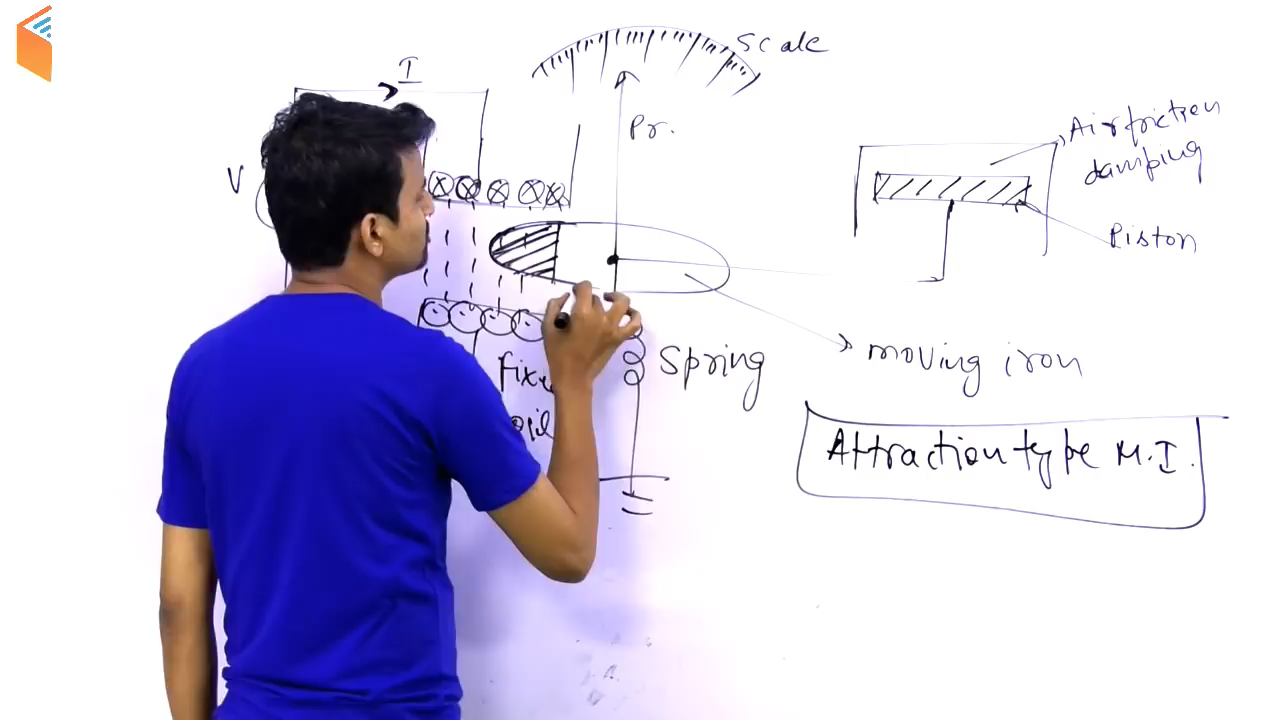 Scale
I
Pr.
V
Air friction
damping
Piston
Spring
moving iron
Attraction type M.I.